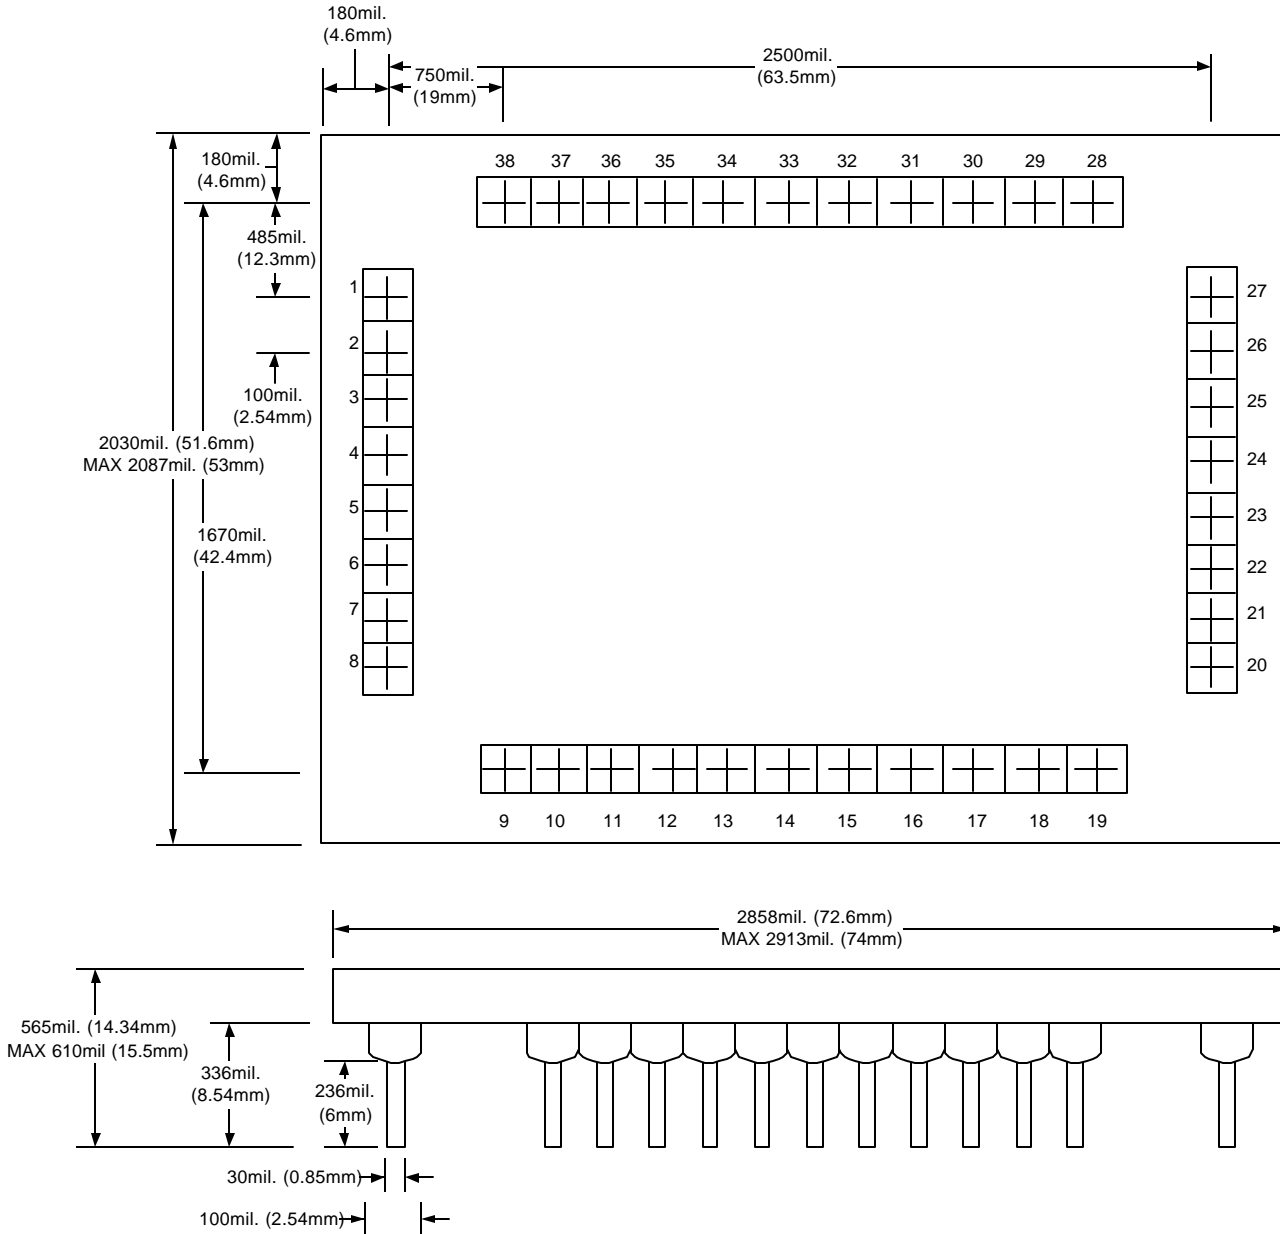 180mil.
(4.6mm)
2500mil.
(63.5mm)
750mil.
(19mm)
180mil.
(4.6mm)
38 37 36 35 34 33 32 31 30 29 28
485mil.
(12.3mm)
1 27
2 26
100mil.
(2.54mm)
3 25
2030mil. (51.6mm)
MAX 2087mil. (53mm)
4 24
5 23
1670mil.
(42.4mm)
6 22
7 21
8 20
9 10 11 12 13 14 15 16 17 18 19
2858mil. (72.6mm)
MAX 2913mil. (74mm)
565mil. (14.34mm)
MAX 610mil (15.5mm)
336mil.
(8.54mm)
236mil.
(6mm)
30mil. (0.85mm)
100mil. (2.54mm)